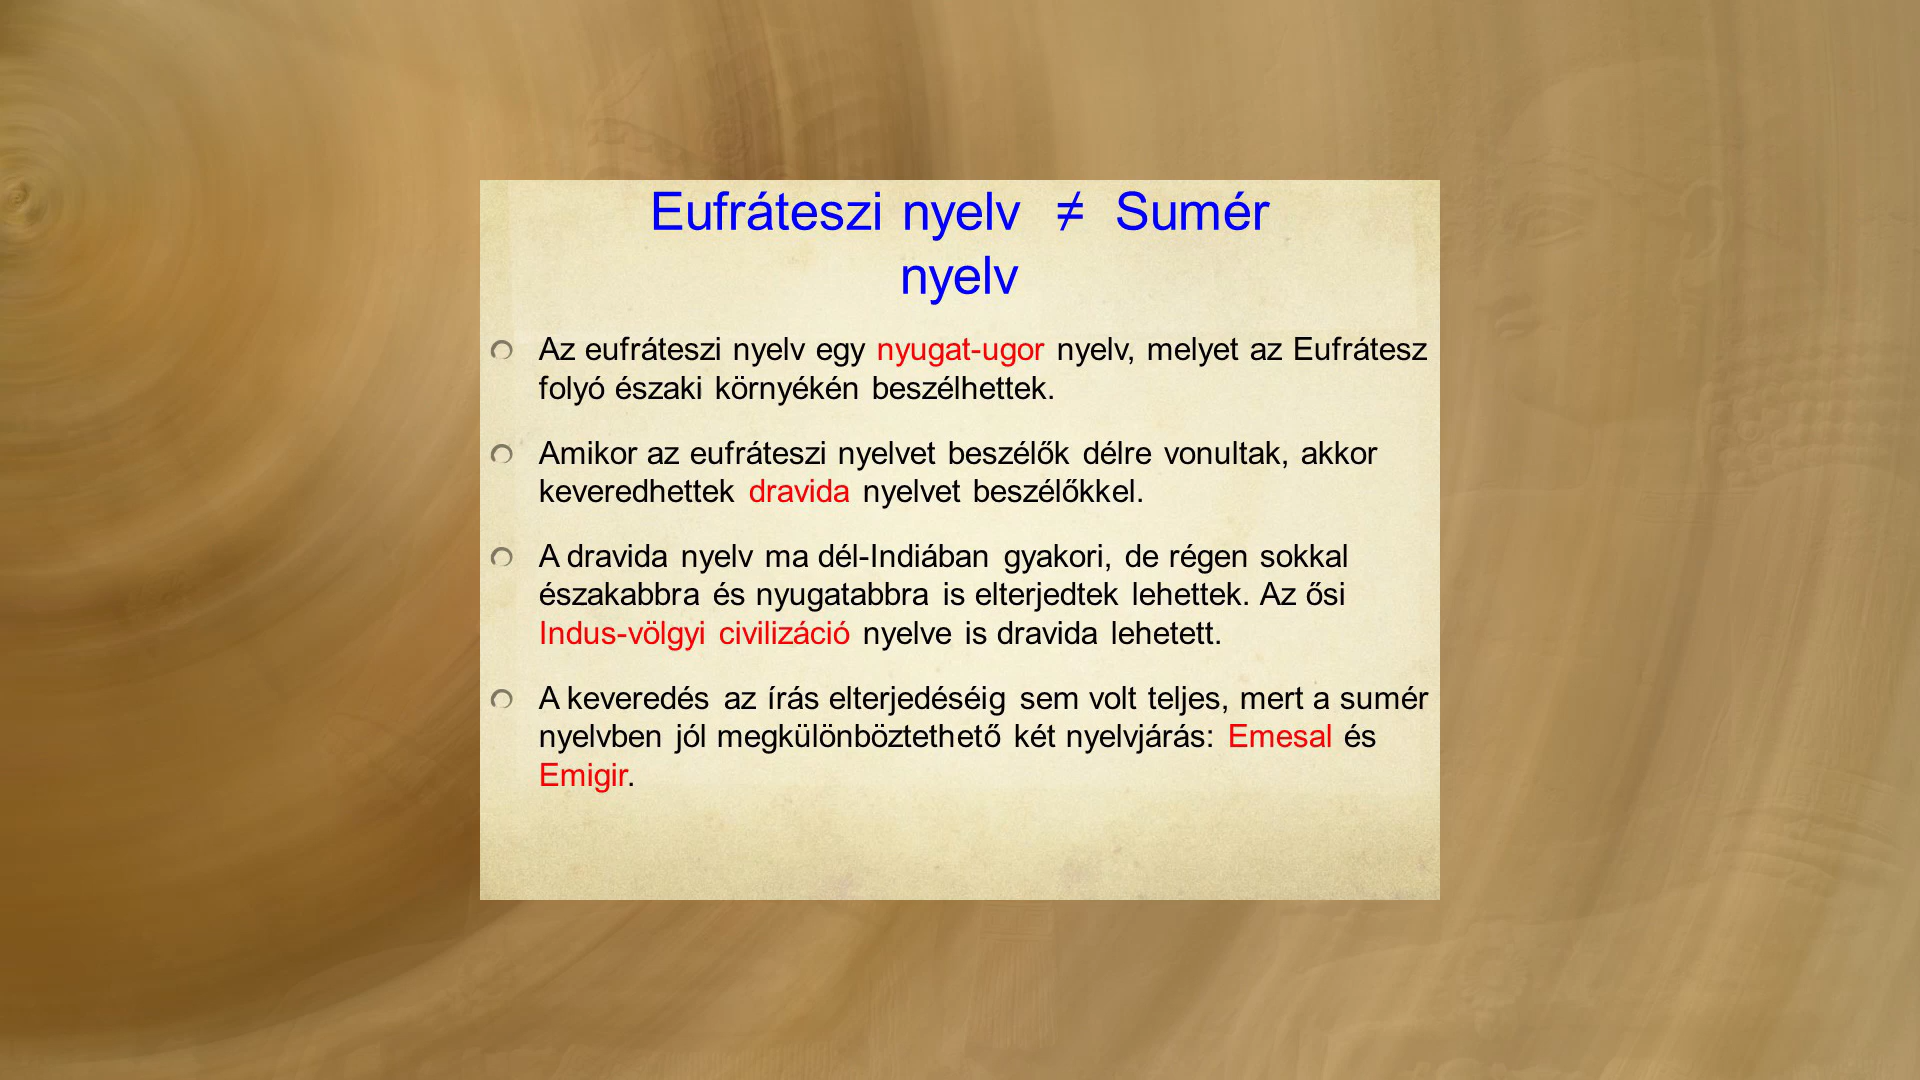 Eufráteszi nyelv ≠ Sumér
nyelv
Az eufráteszi nyelv egy nyugat-ugor nyelv, melyet az Eufrátesz
folyó északi környékén beszélhettek.
Amikor az eufráteszi nyelvet beszélők délre vonultak, akkor
keveredhettek dravida nyelvet beszélőkkel.
A dravida nyelv ma dél-Indiában gyakori, de régen sokkal
északabbra és nyugatabbra is elterjedtek lehettek. Az ősi
Indus-völgyi civilizáció nyelve is dravida lehetett.
A keveredés az írás elterjedéséig sem volt teljes, mert a sumér
nyelvben jól megkülönböztethető két nyelvjárás: Emesal és
Emigir.